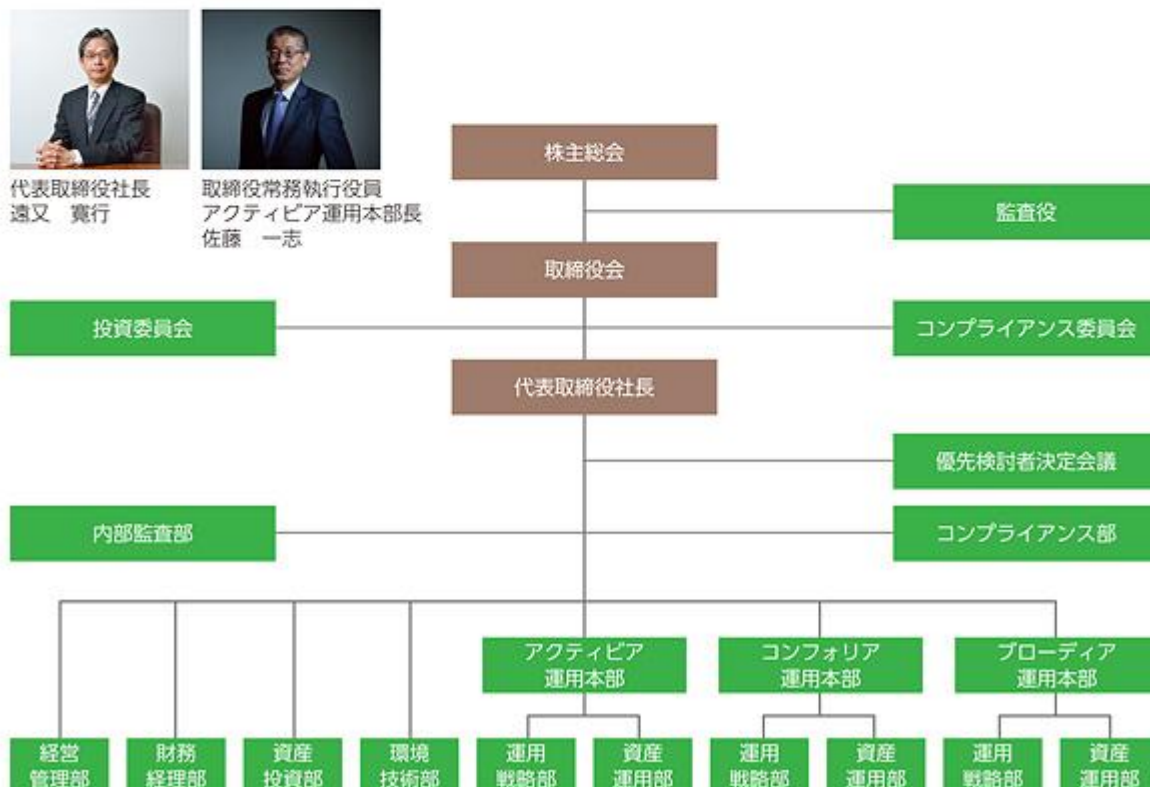 代表取締役社長
遠又 寛行
取締役常務執行役員
アクティビア運用本部長
佐藤 一志
株主総会
監査役
取締役会
投資委員会
コンプライアンス委員会
代表取締役社長
優先検討者決定会議
内部監査部
コンプライアンス部
アクティビア
運用本部
コンフォリア
運用本部
ブローディア
運用本部
経営
管理部
財務
経理部
資産
投資部
環境
技術部
運用
戦略部
資産
運用部
運用
戦略部
資産
運用部
運用
戦略部
資産
運用部